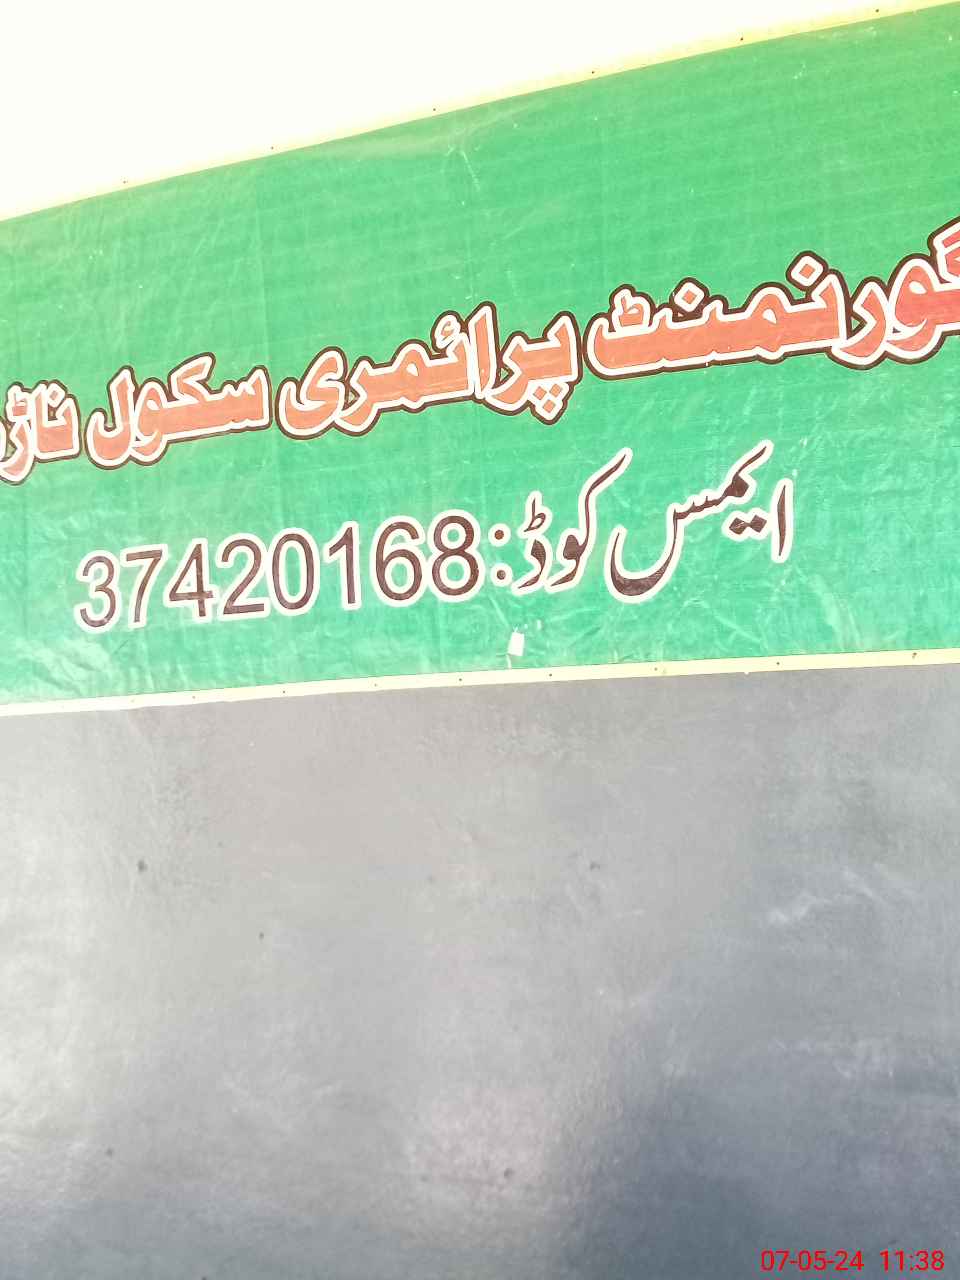 گورنمنٹ پرائمری سکول
ایمس کوڈ: 37420168
07-05-24 11:38